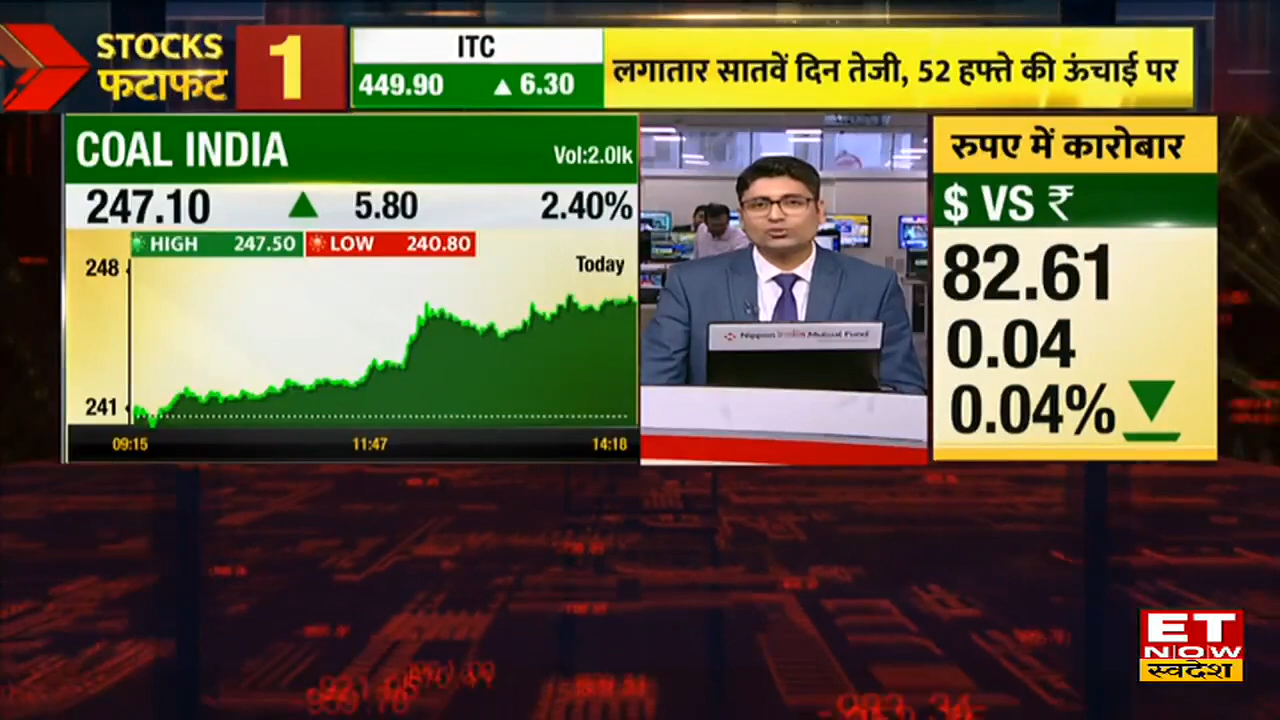 STOCKS
फटाफट
1
ITC
449.90 ▲ 6.30
लगातार सातवें दिन तेजी, 52 हफ्ते की ऊंचाई पर
COAL INDIA
Vol:2.0lk
247.10 ▲ 5.80 2.40%
HIGH 247.50 LOW 240.80
Today
248
241
09:15 11:47 14:18
Nippon India Mutual Fund
रुपए में कारोबार
$ VS ₹
82.61
0.04
0.04%
ET
NOW
स्वदेश